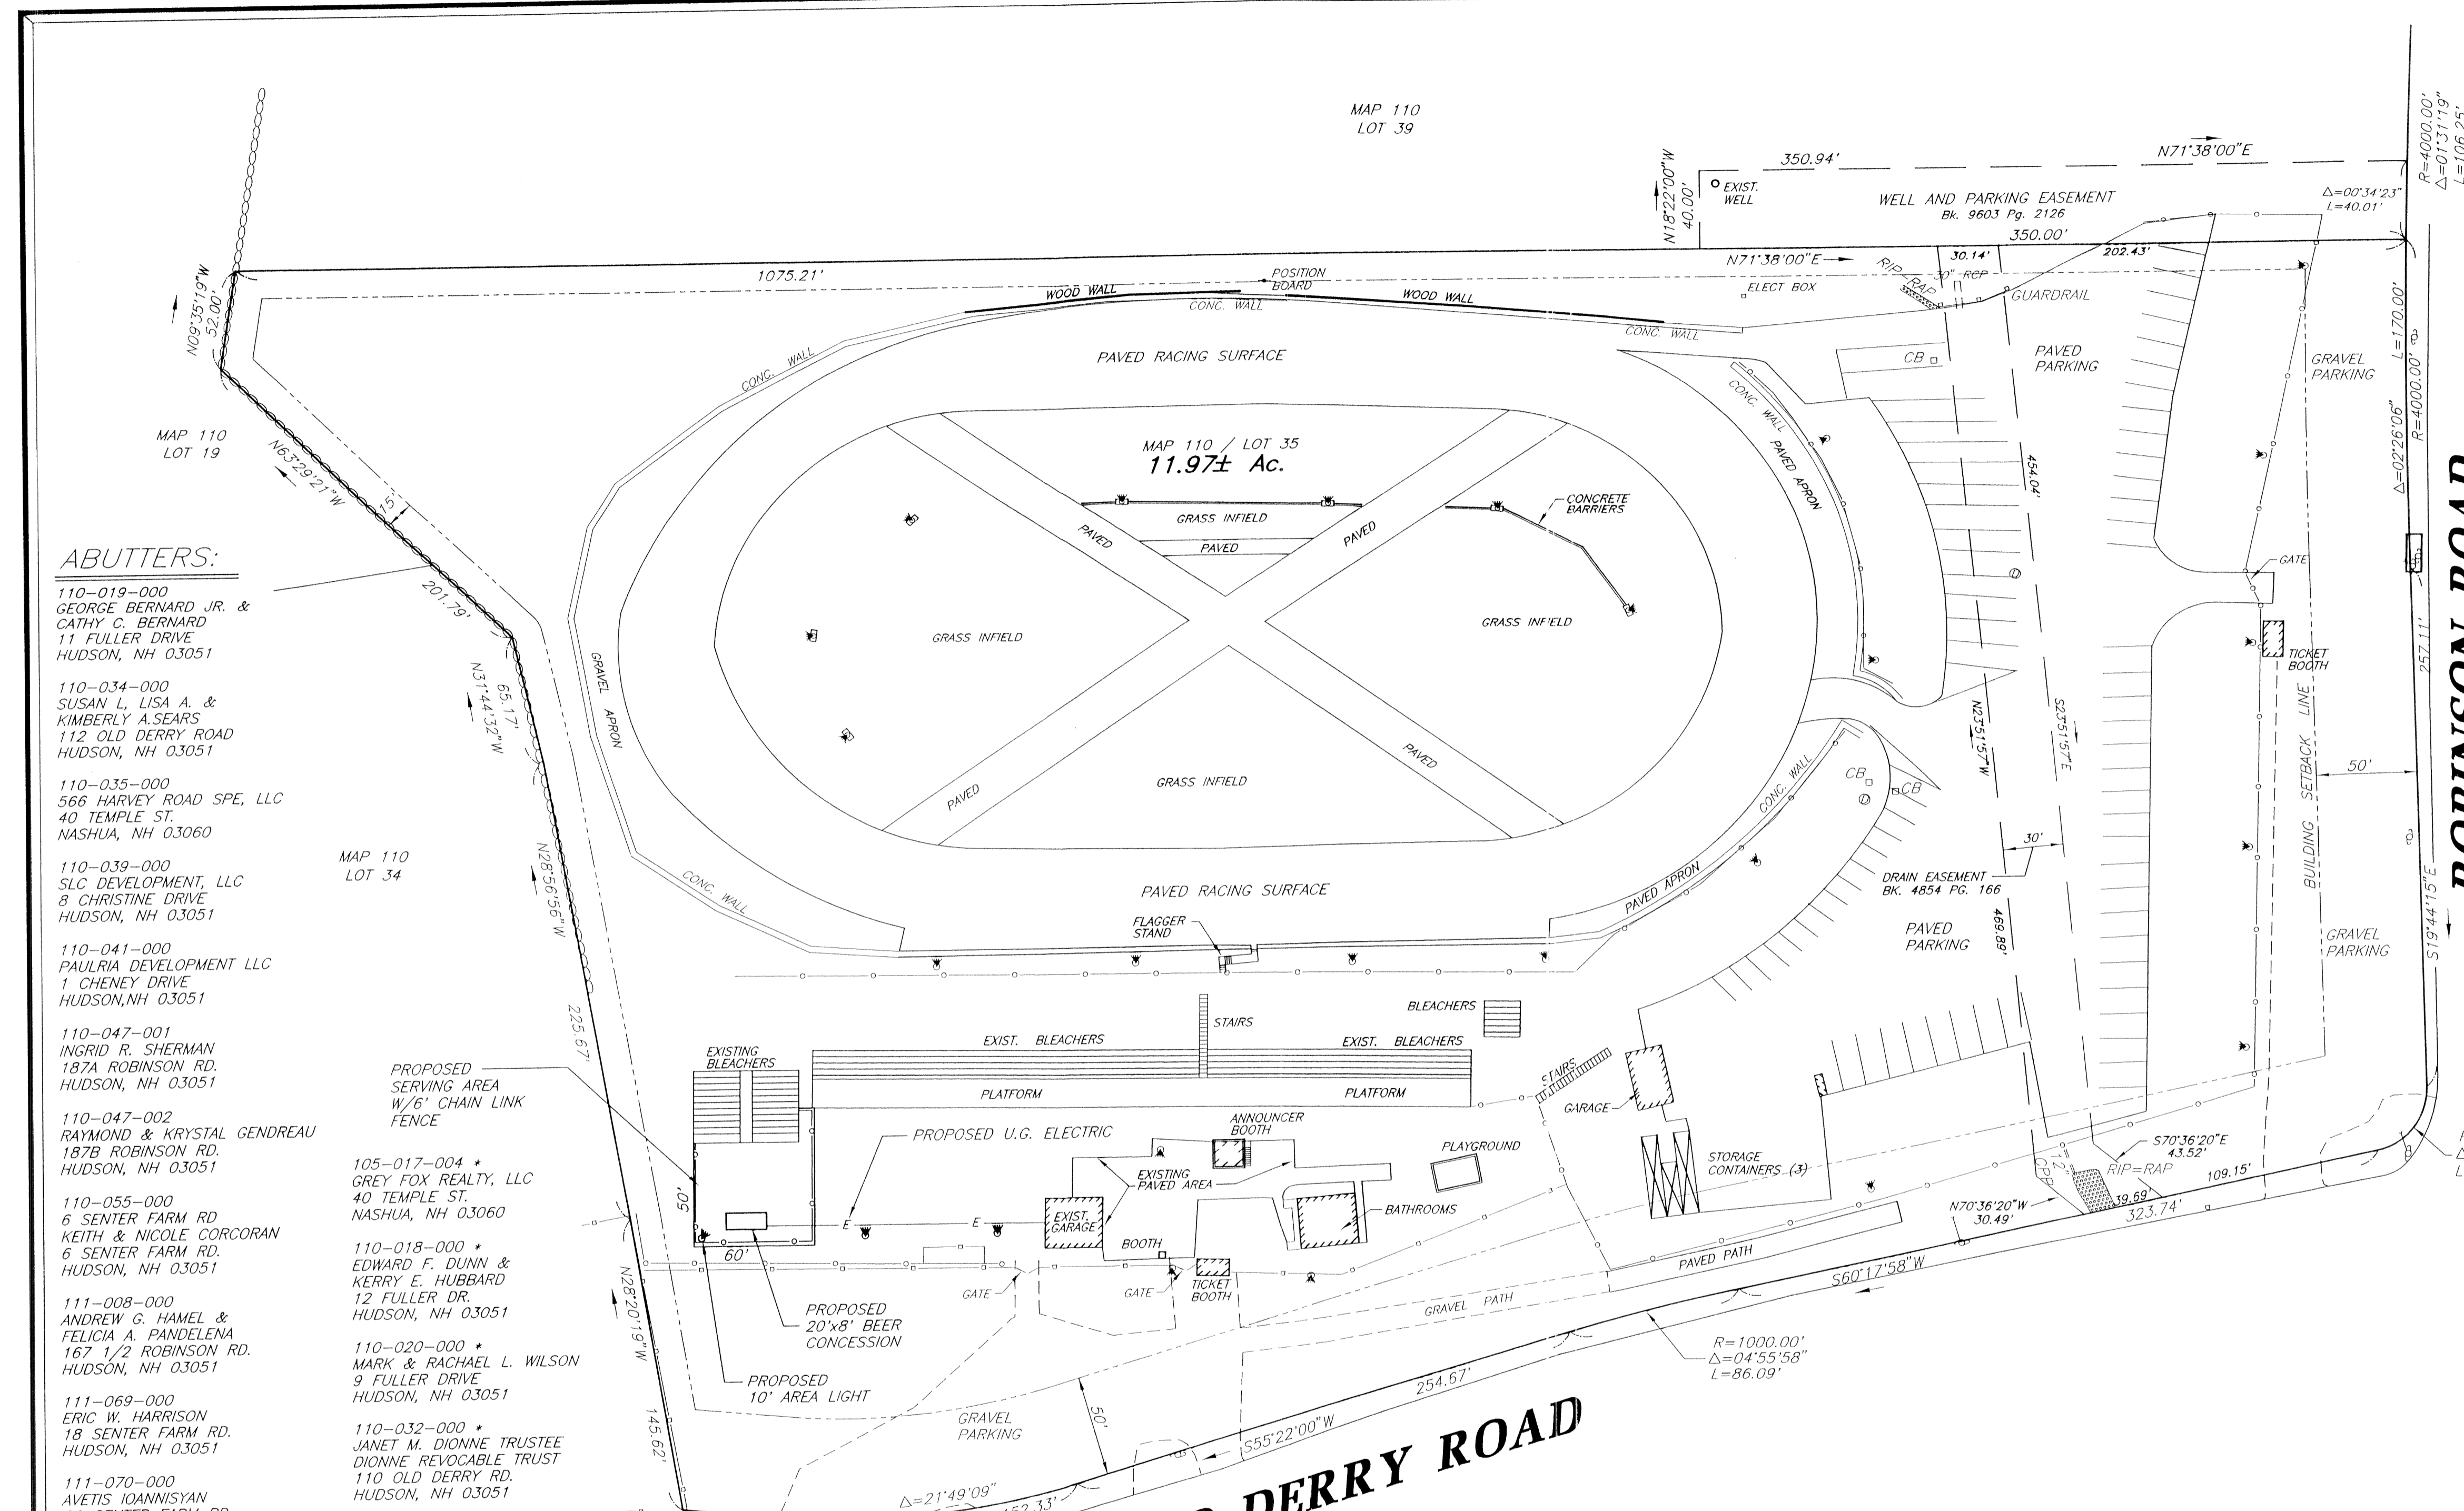 MAP 110
LOT 39
N18°22'00"W
40.00'
350.94'
N71°38'00"E
EXIST.
WELL
WELL AND PARKING EASEMENT
Bk. 9603 Pg. 2126
Δ=00°34'23"
L=40.01'
R=4000.00'
Δ=01°31'19"
L=106.25'
350.00'
1075.21'
POSITION
BOARD
WOOD WALL
CONC. WALL
WOOD WALL
CONC. WALL
N71°38'00"E
30.14'
202.43'
RIP-RAP
30" RCP
ELECT BOX
GUARDRAIL
N09°35'19"W
52.00'
CONC. WALL
PAVED RACING SURFACE
CB
PAVED
PARKING
GRAVEL
PARKING
L=170.00'
R=4000.00'
Δ=02°26'06"
MAP 110
LOT 19
N63°29'21"W
15'
201.79'
MAP 110 / LOT 35
11.97± Ac.
CONC. WALL
PAVED APRON
454.04'
CONCRETE
BARRIERS
GRASS INFIELD
PAVED
PAVED
PAVED
GRASS INFIELD
GRASS INFIELD
GRASS INFIELD
PAVED
PAVED
GATE
TICKET
BOOTH
257.11'
ROBINSON ROAD
N31°44'32"W
65.17'
GRAVEL APRON
N23°51'57"W
S23°51'57"E
BUILDING SETBACK LINE
50'
CONC. WALL
CB
CB
30'
DRAIN EASEMENT
BK. 4854 PG. 166
469.89'
PAVED
PARKING
GRAVEL
PARKING
S19°44'15"E
MAP 110
LOT 34
N28°56'56"W
225.67'
CONC. WALL
PAVED RACING SURFACE
PAVED APRON
FLAGGER
STAND
ABUTTERS:
110-019-000
GEORGE BERNARD JR. &
CATHY C. BERNARD
11 FULLER DRIVE
HUDSON, NH 03051
110-034-000
SUSAN L, LISA A. &
KIMBERLY A.SEARS
112 OLD DERRY ROAD
HUDSON, NH 03051
110-035-000
566 HARVEY ROAD SPE, LLC
40 TEMPLE ST.
NASHUA, NH 03060
110-039-000
SLC DEVELOPMENT, LLC
8 CHRISTINE DRIVE
HUDSON, NH 03051
110-041-000
PAULRIA DEVELOPMENT LLC
1 CHENEY DRIVE
HUDSON,NH 03051
110-047-001
INGRID R. SHERMAN
187A ROBINSON RD.
HUDSON, NH 03051
110-047-002
RAYMOND & KRYSTAL GENDREAU
187B ROBINSON RD.
HUDSON, NH 03051
110-055-000
6 SENTER FARM RD
KEITH & NICOLE CORCORAN
6 SENTER FARM RD.
HUDSON, NH 03051
111-008-000
ANDREW G. HAMEL &
FELICIA A. PANDELENA
167 1/2 ROBINSON RD.
HUDSON, NH 03051
111-069-000
ERIC W. HARRISON
18 SENTER FARM RD.
HUDSON, NH 03051
111-070-000
AVETIS IOANNISYAN
105-017-004 *
GREY FOX REALTY, LLC
40 TEMPLE ST.
NASHUA, NH 03060
110-018-000 *
EDWARD F. DUNN &
KERRY E. HUBBARD
12 FULLER DR.
HUDSON, NH 03051
110-020-000 *
MARK & RACHAEL L. WILSON
9 FULLER DRIVE
HUDSON, NH 03051
110-032-000 *
JANET M. DIONNE TRUSTEE
DIONNE REVOCABLE TRUST
110 OLD DERRY RD.
HUDSON, NH 03051
PROPOSED
SERVING AREA
W/6' CHAIN LINK
FENCE
EXISTING
BLEACHERS
EXIST. BLEACHERS
STAIRS
EXIST. BLEACHERS
BLEACHERS
PLATFORM
PLATFORM
STAIRS
GARAGE
PROPOSED U.G. ELECTRIC
ANNOUNCER
BOOTH
PLAYGROUND
EXISTING
PAVED AREA
STORAGE
CONTAINERS (3)
50'
E
E
EXIST.
GARAGE
BATHROOMS
60'
BOOTH
GATE
GATE
TICKET
BOOTH
PROPOSED
20'x8' BEER
CONCESSION
PROPOSED
10' AREA LIGHT
N28°20'19"W
145.62'
GRAVEL
PARKING
50'
GRAVEL PATH
PAVED PATH
S70°36'20"E
43.52'
12"
CPP
RIP=RAP
39.69'
109.15'
N70°36'20"W
30.49'
323.74'
S60°17'58"W
R=1000.00'
Δ=04°55'58"
L=86.09'
254.67'
S55°22'00"W
Δ=21°49'09"
DERRY ROAD